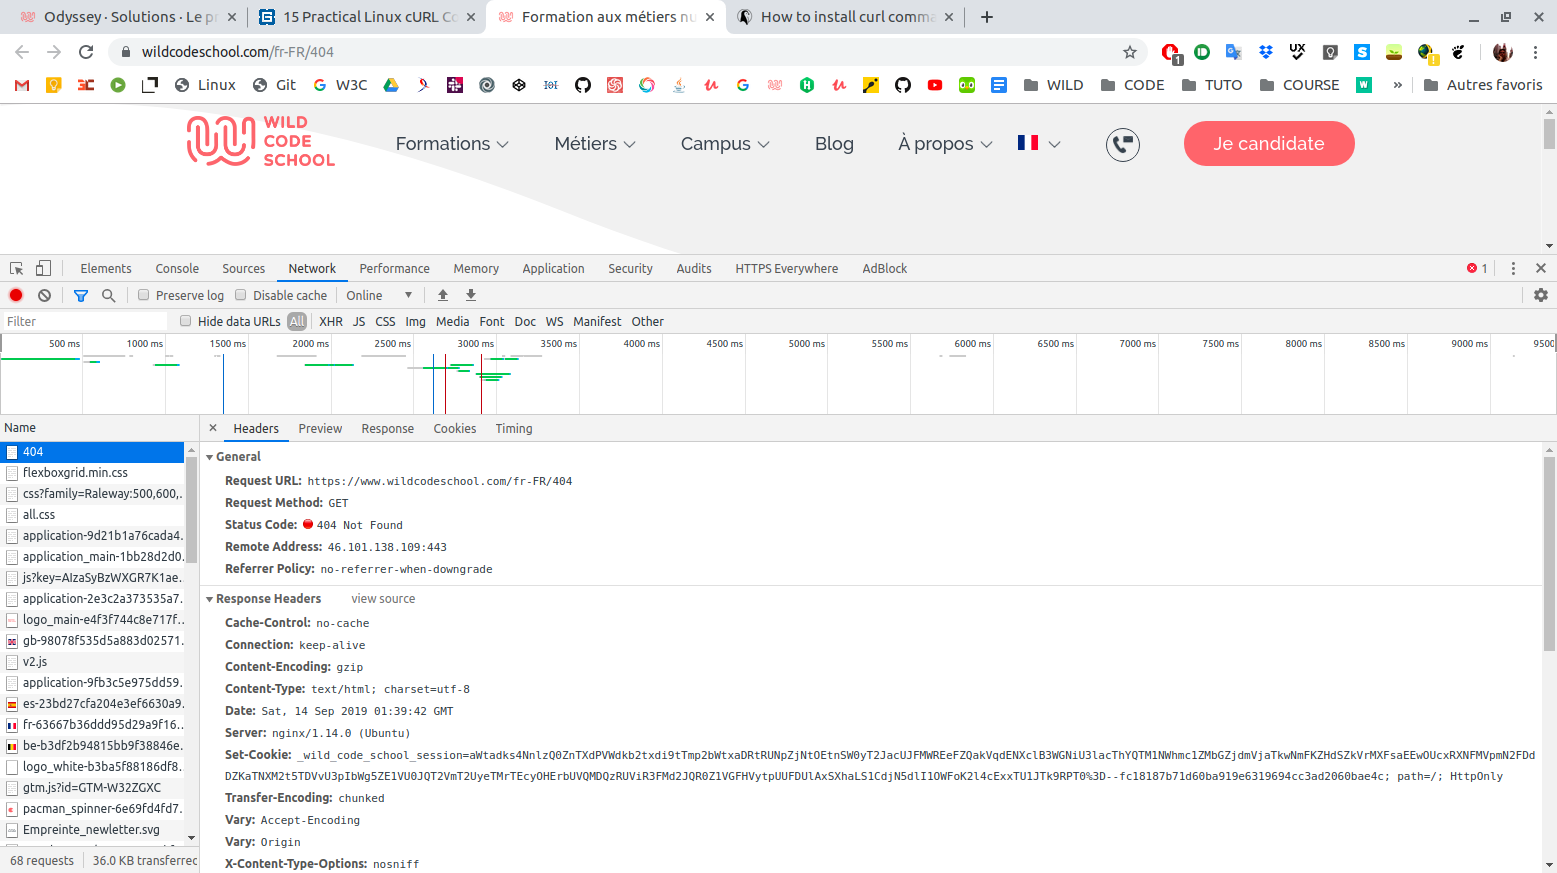 Odyssey · Solutions · Le pr
15 Practical Linux cURL Co
Formation aux métiers nu
How to install curl comma
wildcodeschool.com/fr-FR/404
Linux
Git
W3C
WILD
CODE
TUTO
COURSE
»
Autres favoris
WILD
CODE
SCHOOL
Formations
Métiers
Campus
Blog
À propos
Je candidate
Elements
Console
Sources
Network
Performance
Memory
Application
Security
Audits
HTTPS Everywhere
AdBlock
1
Preserve log
Disable cache
Online
Filter
Hide data URLs
All
XHR
JS
CSS
Img
Media
Font
Doc
WS
Manifest
Other
500 ms
1000 ms
1500 ms
2000 ms
2500 ms
3000 ms
3500 ms
4000 ms
4500 ms
5000 ms
5500 ms
6000 ms
6500 ms
7000 ms
7500 ms
8000 ms
8500 ms
9000 ms
9500
Name
404
flexboxgrid.min.css
css?family=Raleway:500,600,..
all.css
application-9d21b1a76cada4..
application_main-1bb28d2d0..
js?key=AIzaSyBzWXGR7K1ae..
application-2e3c2a373535a7..
logo_main-e4f3f744c8e717f...
gb-98078f535d5a883d02571..
v2.js
application-9fb3c5e975dd59..
es-23bd27cfa204e3ef6630a9..
fr-63667b36ddd95d29a9f16...
be-b3df2b94815bb9f38846e..
logo_white-b3ba5f88186df8..
gtm.js?id=GTM-W32ZGXC
pacman_spinner-6e69fd4fd7..
Empreinte_newletter.svg
68 requests
36.0 KB transferred
Headers
Preview
Response
Cookies
Timing
General
Request URL: https://www.wildcodeschool.com/fr-FR/404
Request Method: GET
Status Code: 404 Not Found
Remote Address: 46.101.138.109:443
Referrer Policy: no-referrer-when-downgrade
Response Headers view source
Cache-Control: no-cache
Connection: keep-alive
Content-Encoding: gzip
Content-Type: text/html; charset=utf-8
Date: Sat, 14 Sep 2019 01:39:42 GMT
Server: nginx/1.14.0 (Ubuntu)
Set-Cookie: path=/; HttpOnly
Transfer-Encoding: chunked
Vary: Accept-Encoding
Vary: Origin
X-Content-Type-Options: nosniff